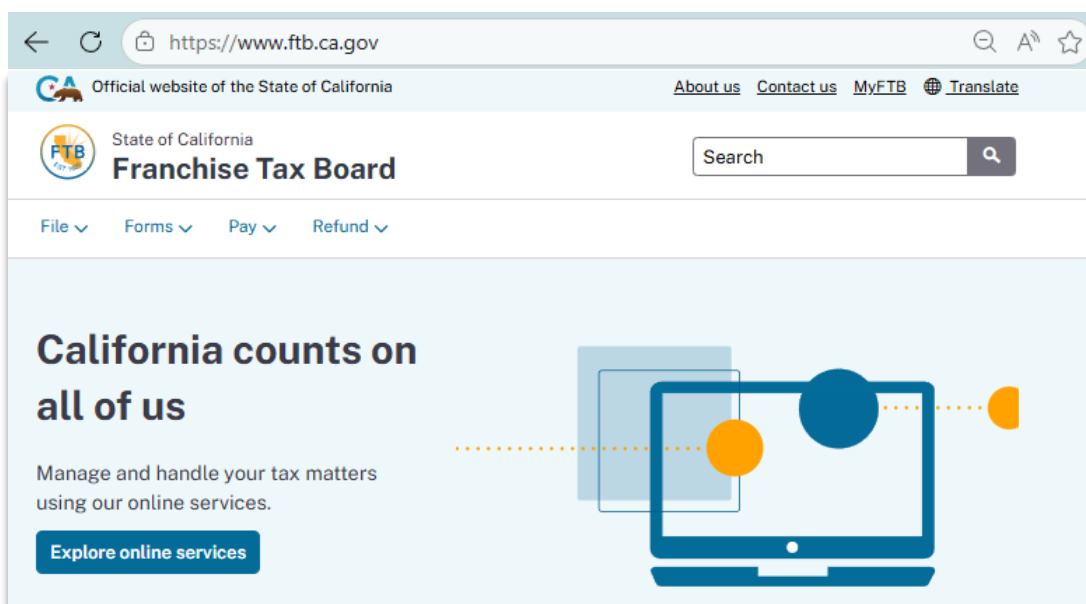 https://www.ftb.ca.gov
Official website of the State of California
About us Contact us MyFTB Translate
FTB
State of California
Franchise Tax Board
Search
File Forms Pay Refund
California counts on
all of us
Manage and handle your tax matters
using our online services.
Explore online services